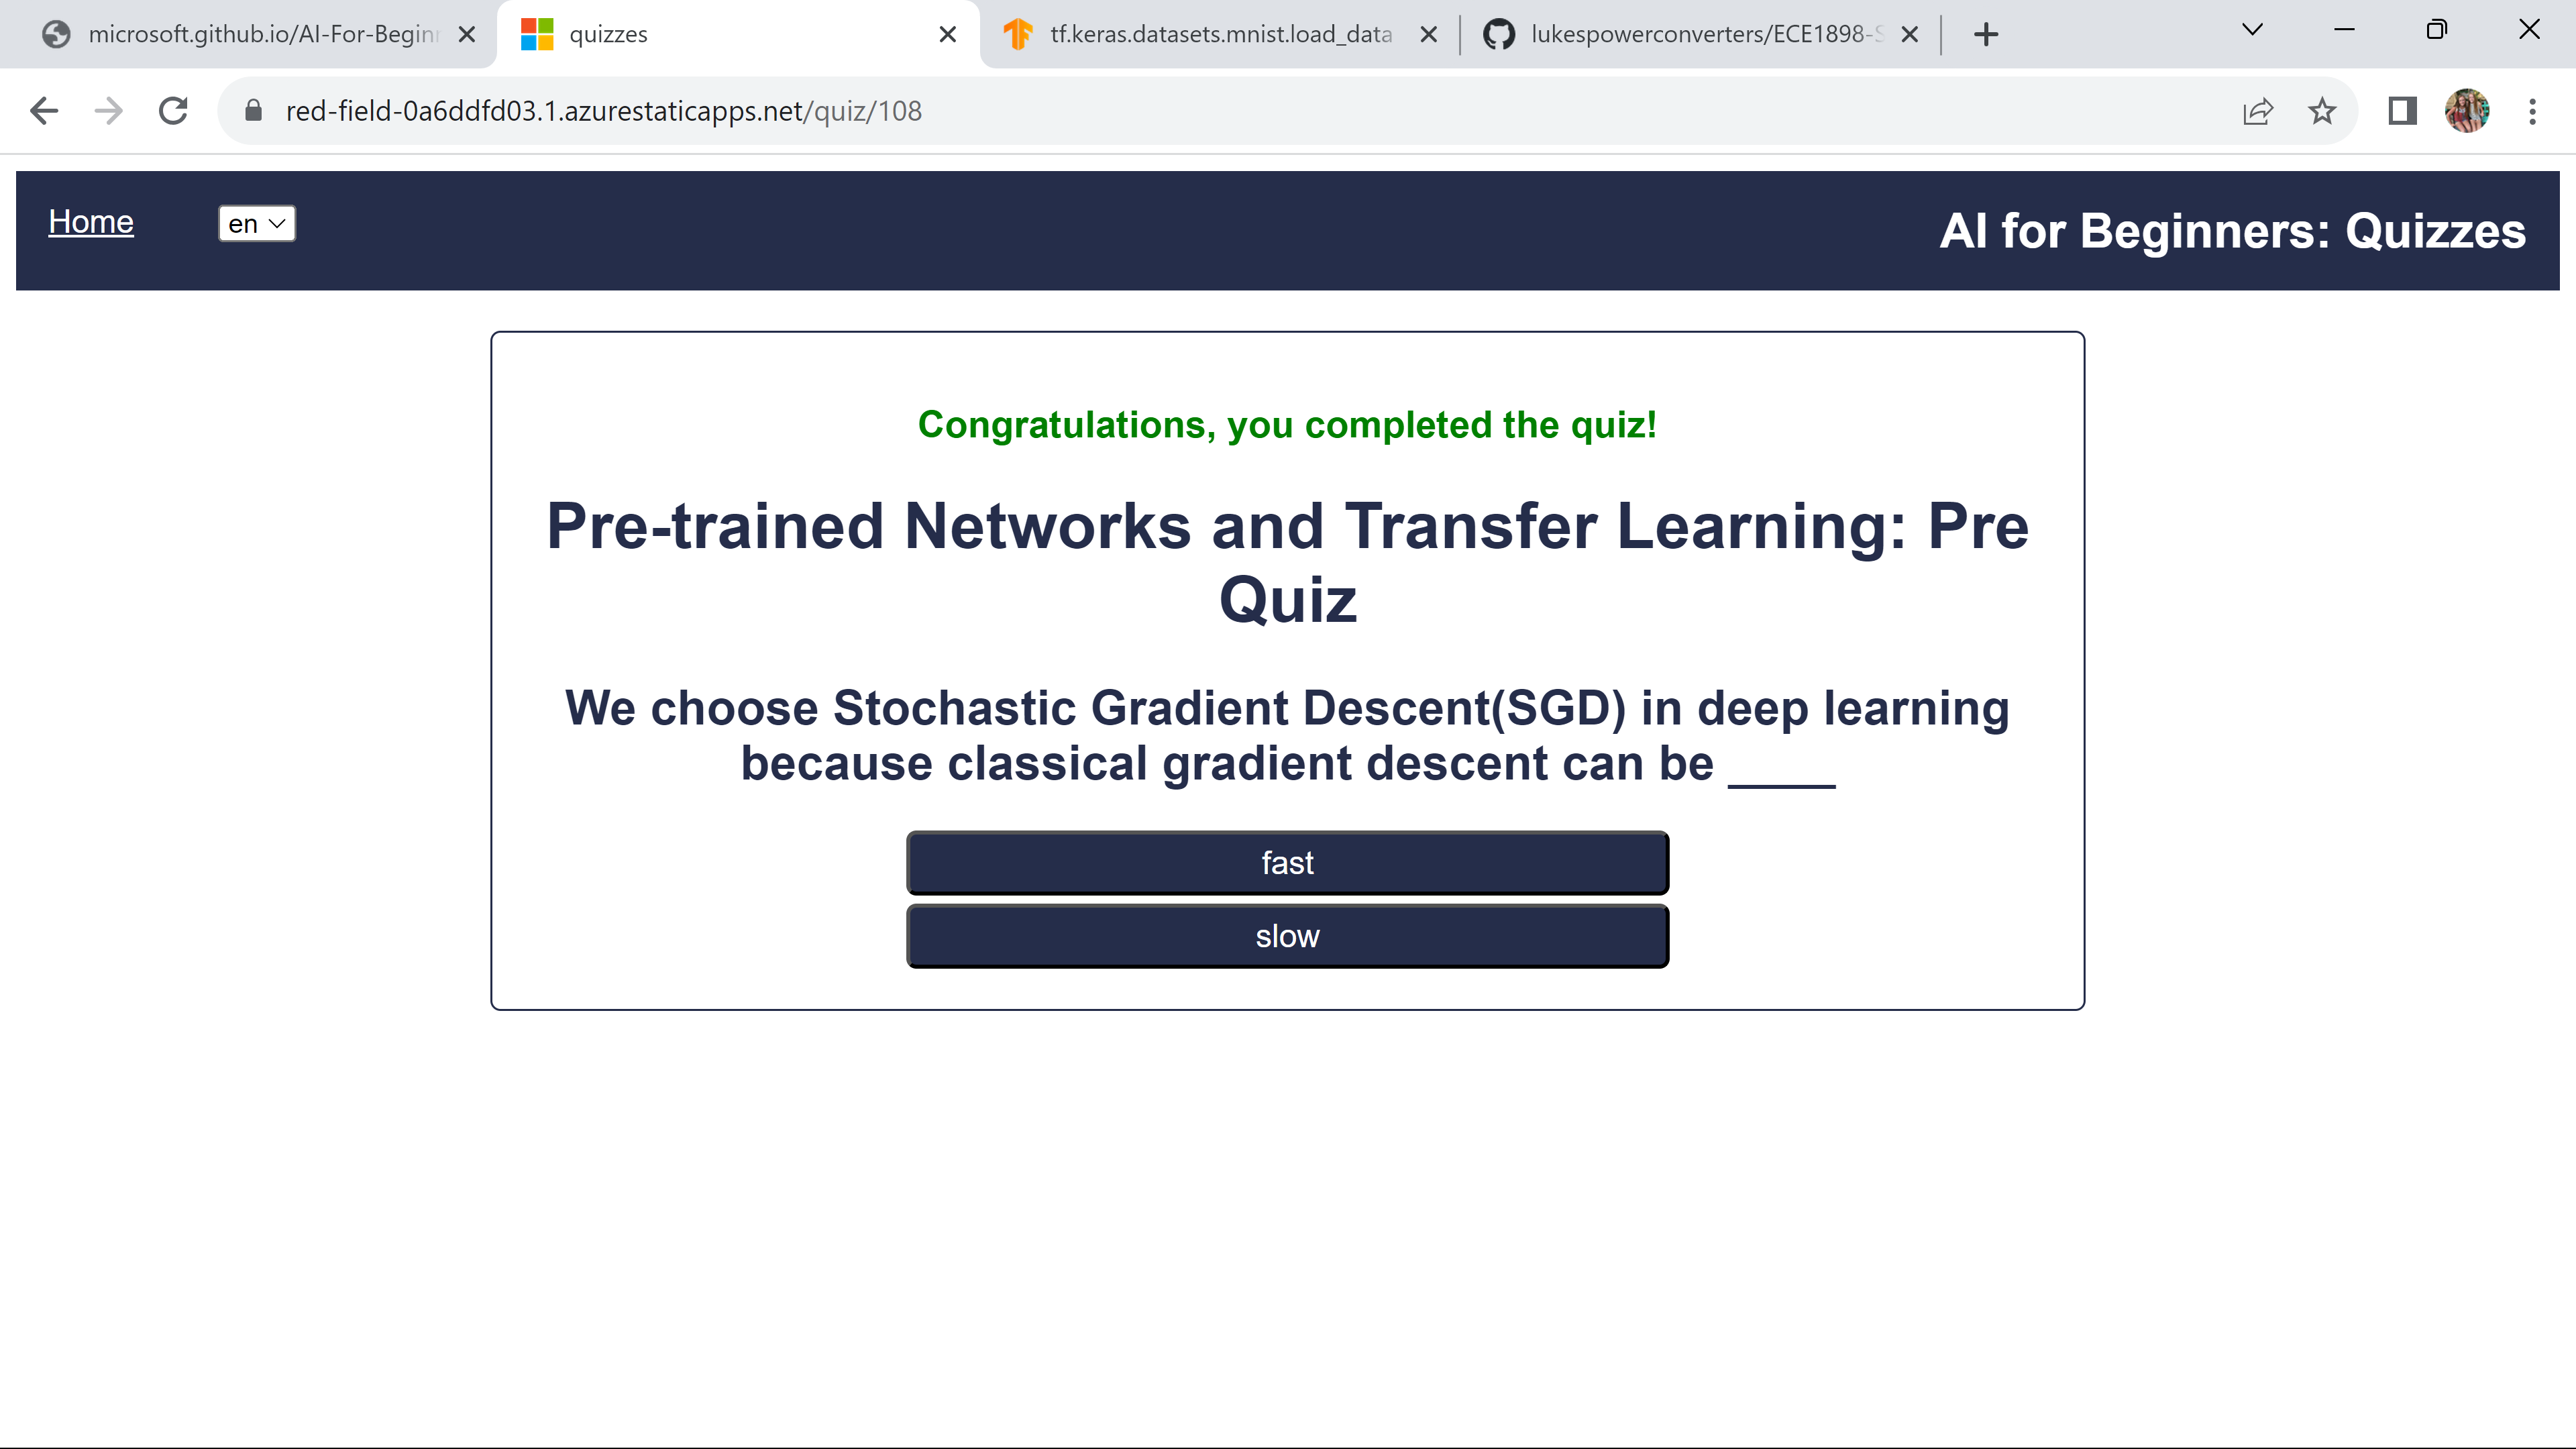 microsoft.github.io/AI-For-Beginn
quizzes
tf.keras.datasets.mnist.load_data
lukespowerconverters/ECE1898-S
red-field-0a6ddfd03.1.azurestaticapps.net/quiz/108
Home
en
AI for Beginners: Quizzes
Congratulations, you completed the quiz!
Pre-trained Networks and Transfer Learning: Pre
Quiz
We choose Stochastic Gradient Descent(SGD) in deep learning
because classical gradient descent can be _____
fast
slow